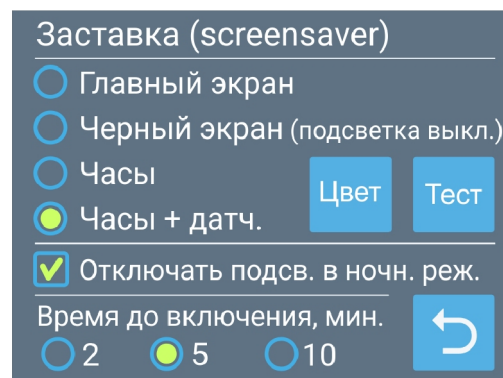 Заставка (screensaver)
Главный экран
Черный экран (подсветка выкл.)
Часы
Цвет
Тест
Часы + датч.
Отключать подсв. в ночн. реж.
Время до включения, мин.
2 5 10